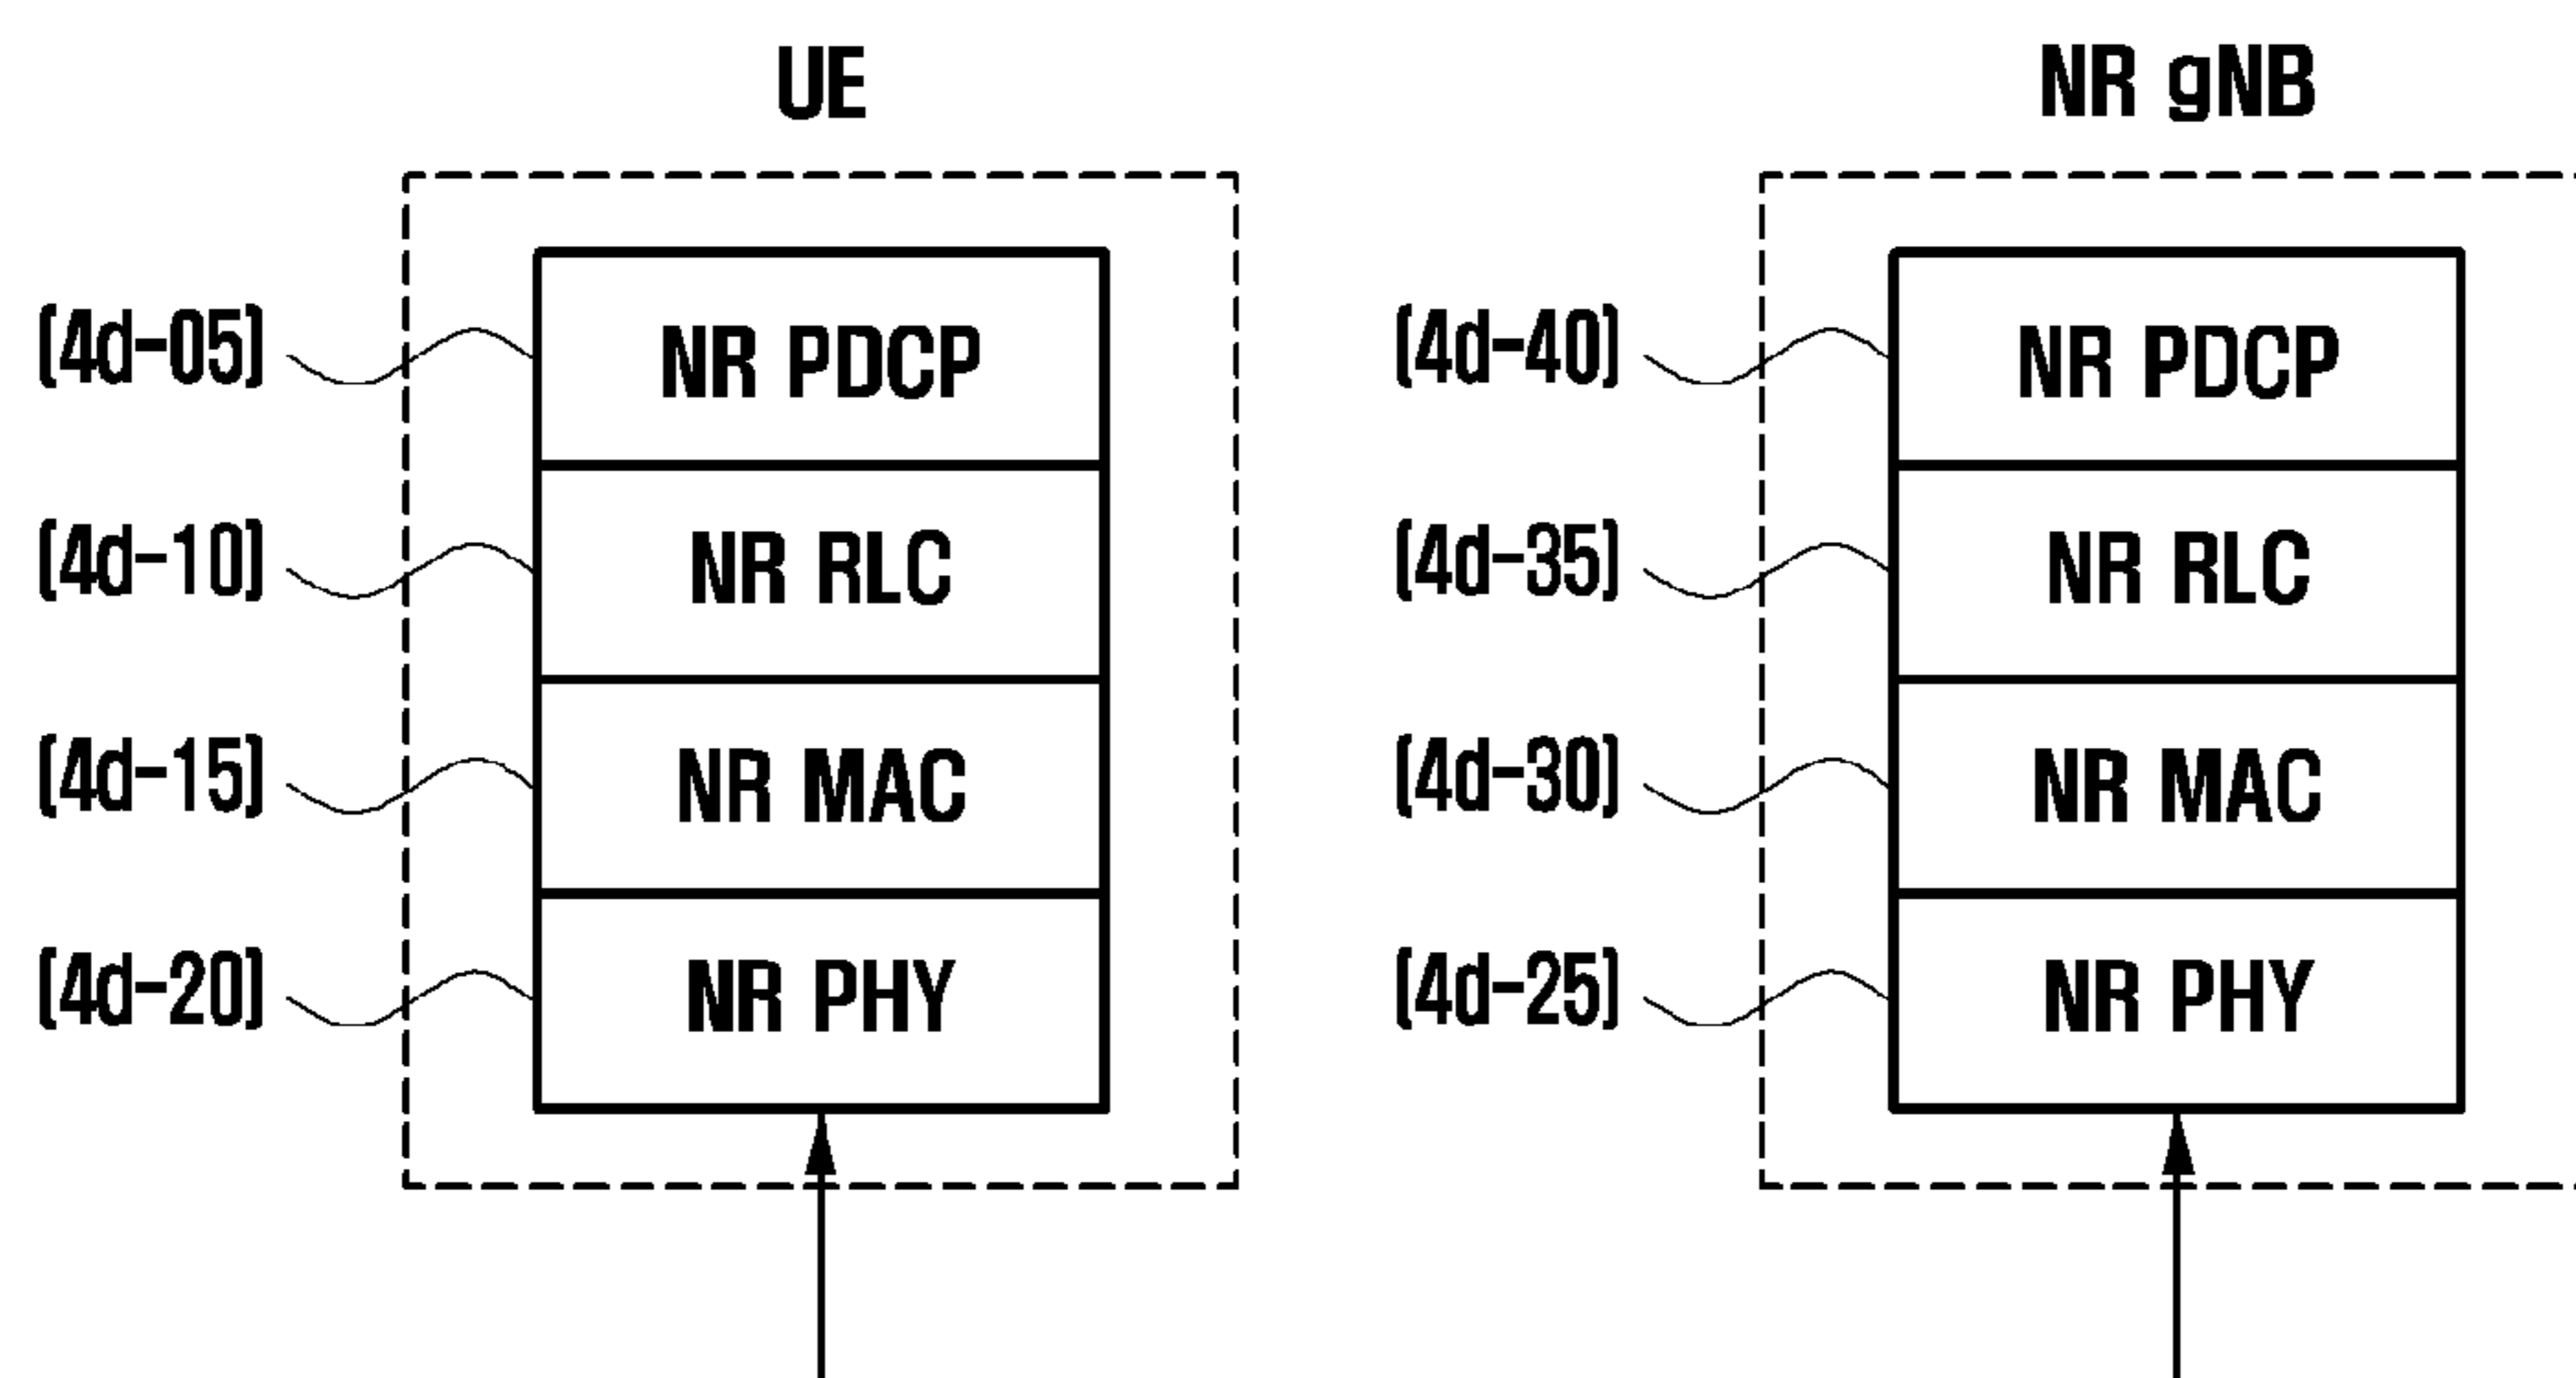 UE NR gNB
(4d-05) NR PDCP (4d-40) NR PDCP
(4d-10) NR RLC (4d-35) NR RLC
(4d-15) NR MAC (4d-30) NR MAC
(4d-20) NR PHY (4d-25) NR PHY